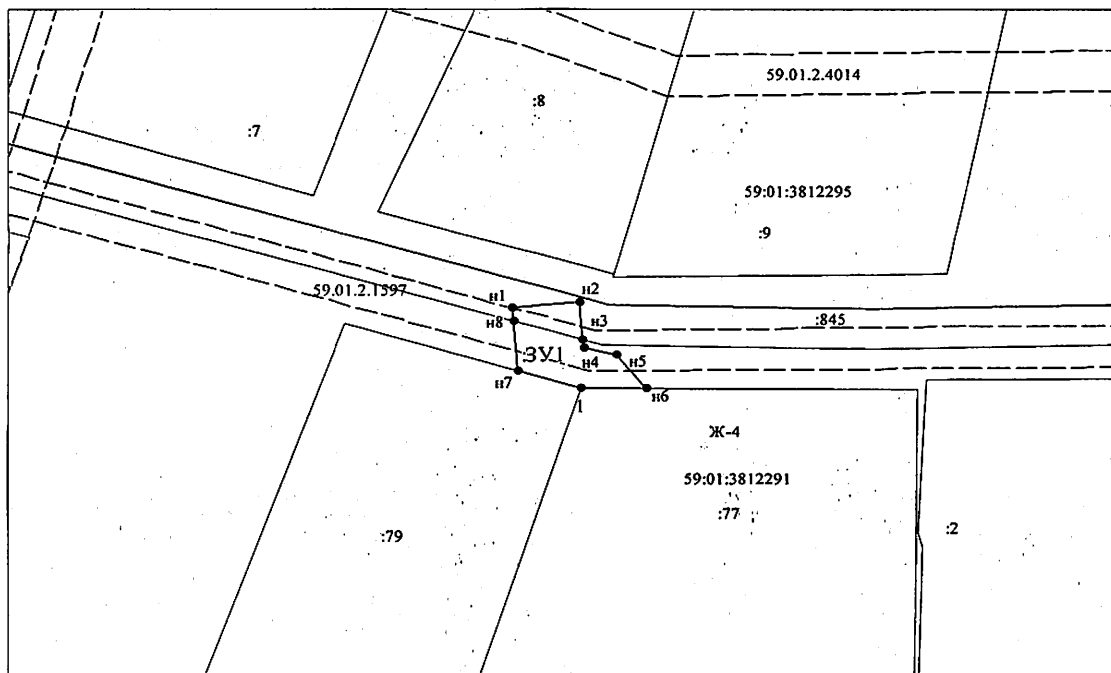 59.01.2.4014
:8
:7
59:01:3812295
:9
59.01.2.1597
н1
н2
:845
н8
н3
:ЗУ1
н4
н5
н7
1
н6
Ж-4
59:01:3812291
:77
:79
:2